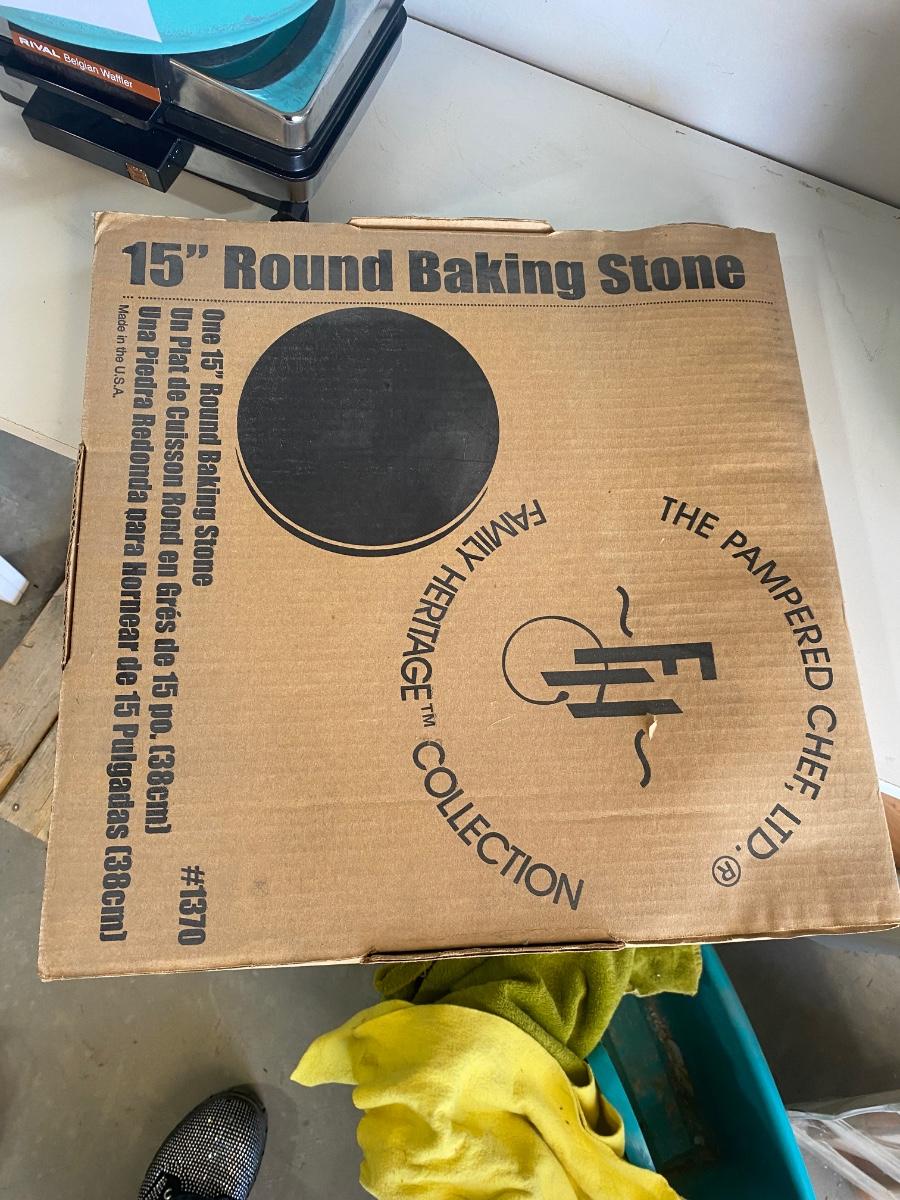 RIVAL Belgian Waffler
15” Round Baking Stone
One 15” Round Baking Stone
Un Plat de Cuisson Rond en Grés de 15 po. (38cm)
Una Piedra Redonda para Hornear de 15 Pulgadas (38cm)
Made in the U.S.A.
#1370
THE PAMPERED CHEF, LTD.®
FAMILY HERITAGE™ COLLECTION
FH